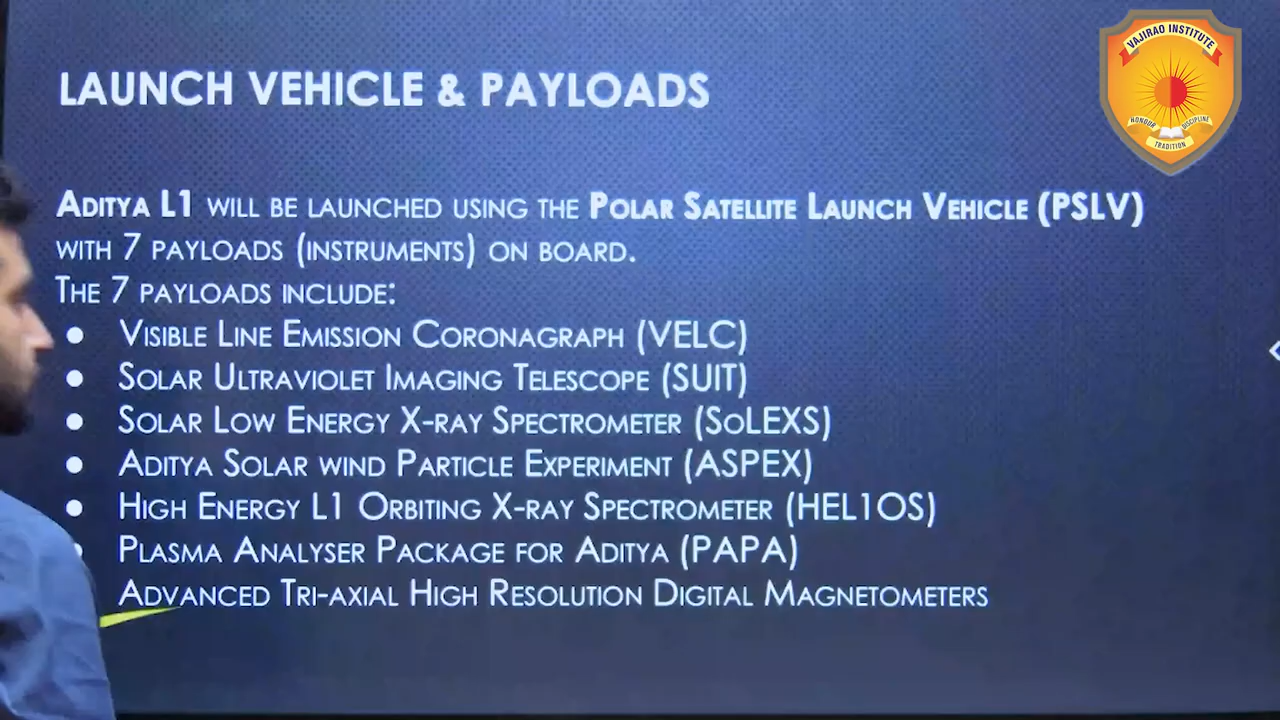 VAJIRAO INSTITUTE
HONOUR
DISCIPLINE
TRADITION
LAUNCH VEHICLE & PAYLOADS
ADITYA L1 WILL BE LAUNCHED USING THE POLAR SATELLITE LAUNCH VEHICLE (PSLV)
WITH 7 PAYLOADS (INSTRUMENTS) ON BOARD.
THE 7 PAYLOADS INCLUDE:
● VISIBLE LINE EMISSION CORONAGRAPH (VELC)
● SOLAR ULTRAVIOLET IMAGING TELESCOPE (SUIT)
● SOLAR LOW ENERGY X-RAY SPECTROMETER (SOLEXS)
● ADITYA SOLAR WIND PARTICLE EXPERIMENT (ASPEX)
● HIGH ENERGY L1 ORBITING X-RAY SPECTROMETER (HEL1OS)
● PLASMA ANALYSER PACKAGE FOR ADITYA (PAPA)
ADVANCED TRI-AXIAL HIGH RESOLUTION DIGITAL MAGNETOMETERS